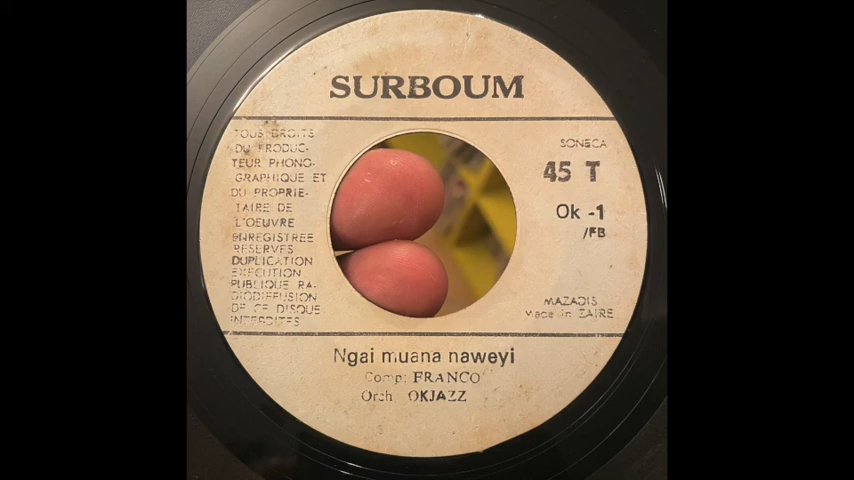 SURBOUM
TOUS DROITS
DU PRODUC-
TEUR PHONO-
GRAPHIQUE ET
DU PROPRIE-
TAIRE DE
L'OEUVRE
ENREGISTREE
RESERVES
DUPLICATION
EXECUTION
PUBLIQUE RA-
DIODIFFUSION
DE CE DISQUE
INTERDITES
SONECA
45 T
Ok -1
/FB
MAZADIS
Made in ZAIRE
Ngai muana naweyi
Comp: FRANCO
Orch OKJAZZ